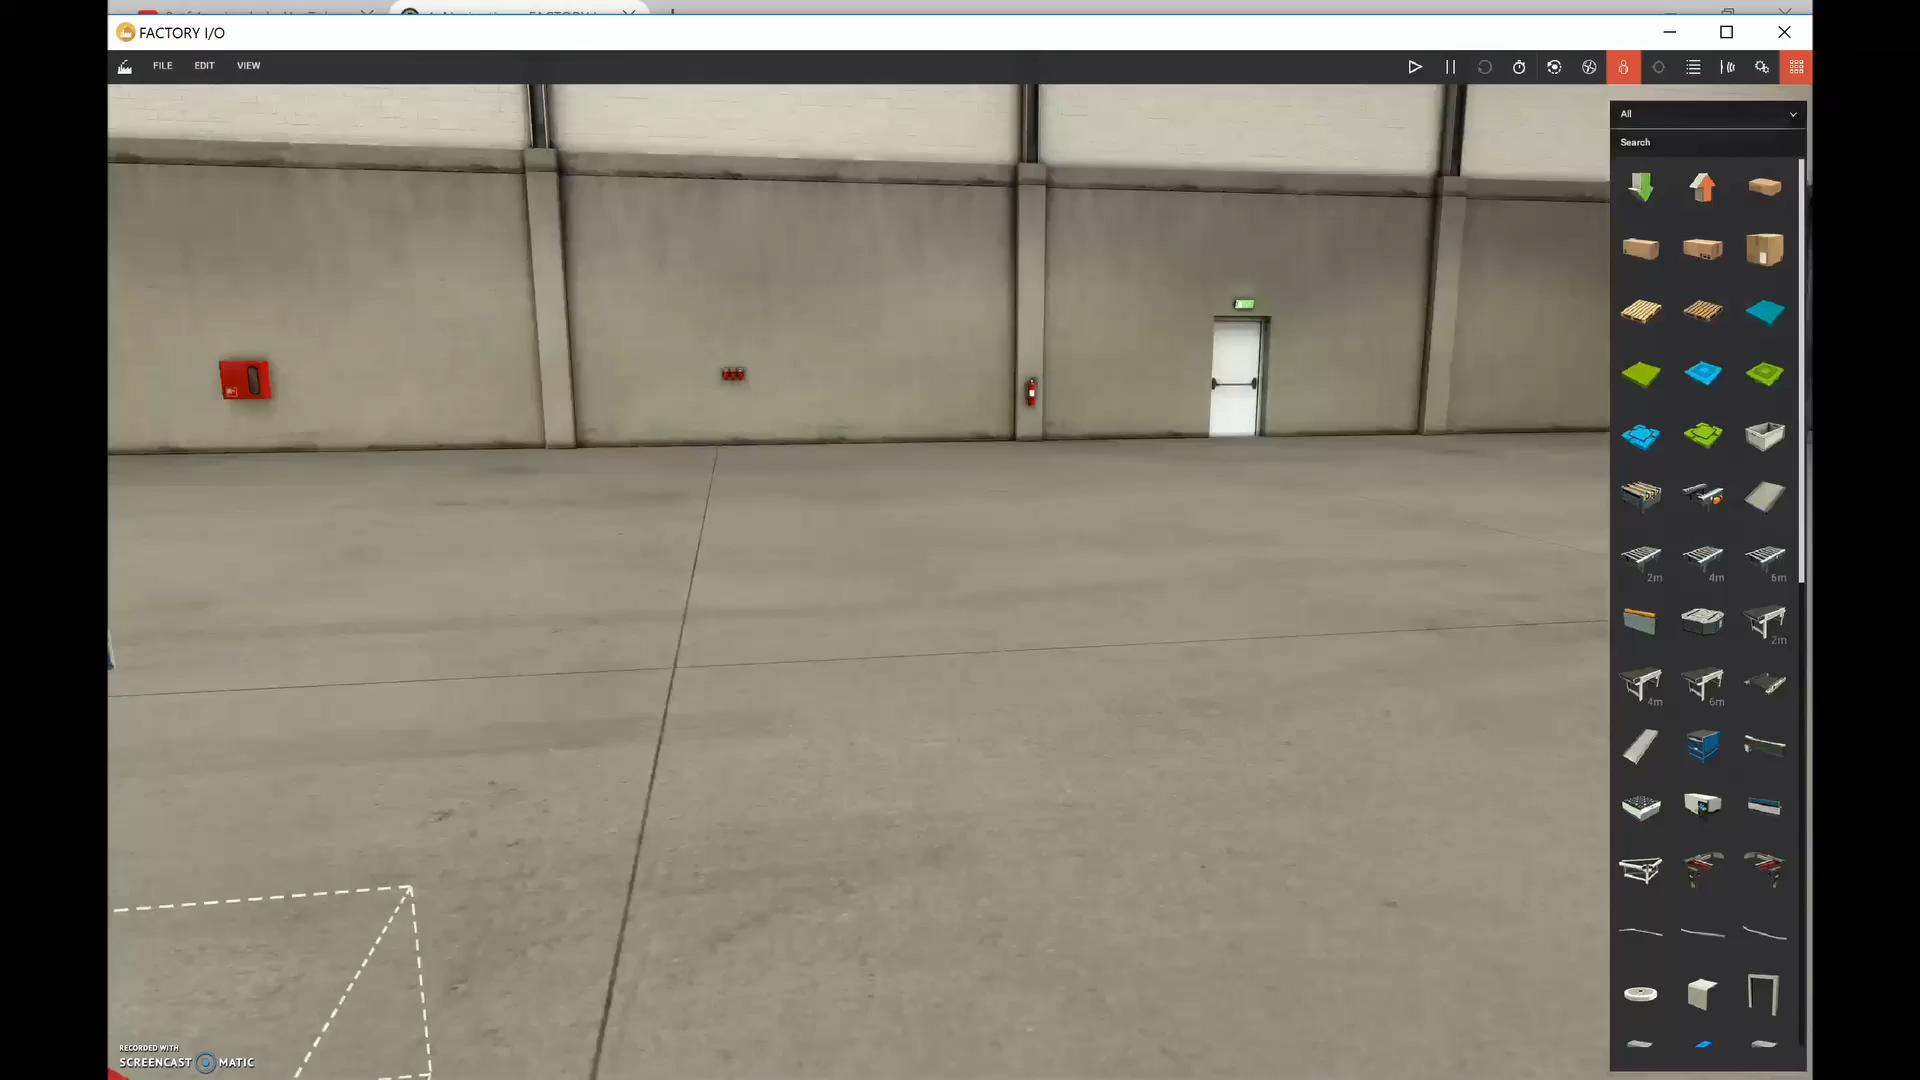 FACTORY I/O
FILE EDIT VIEW
All
Search
2m 4m 6m
2m
4m 6m
RECORDED WITH
SCREENCAST MATIC